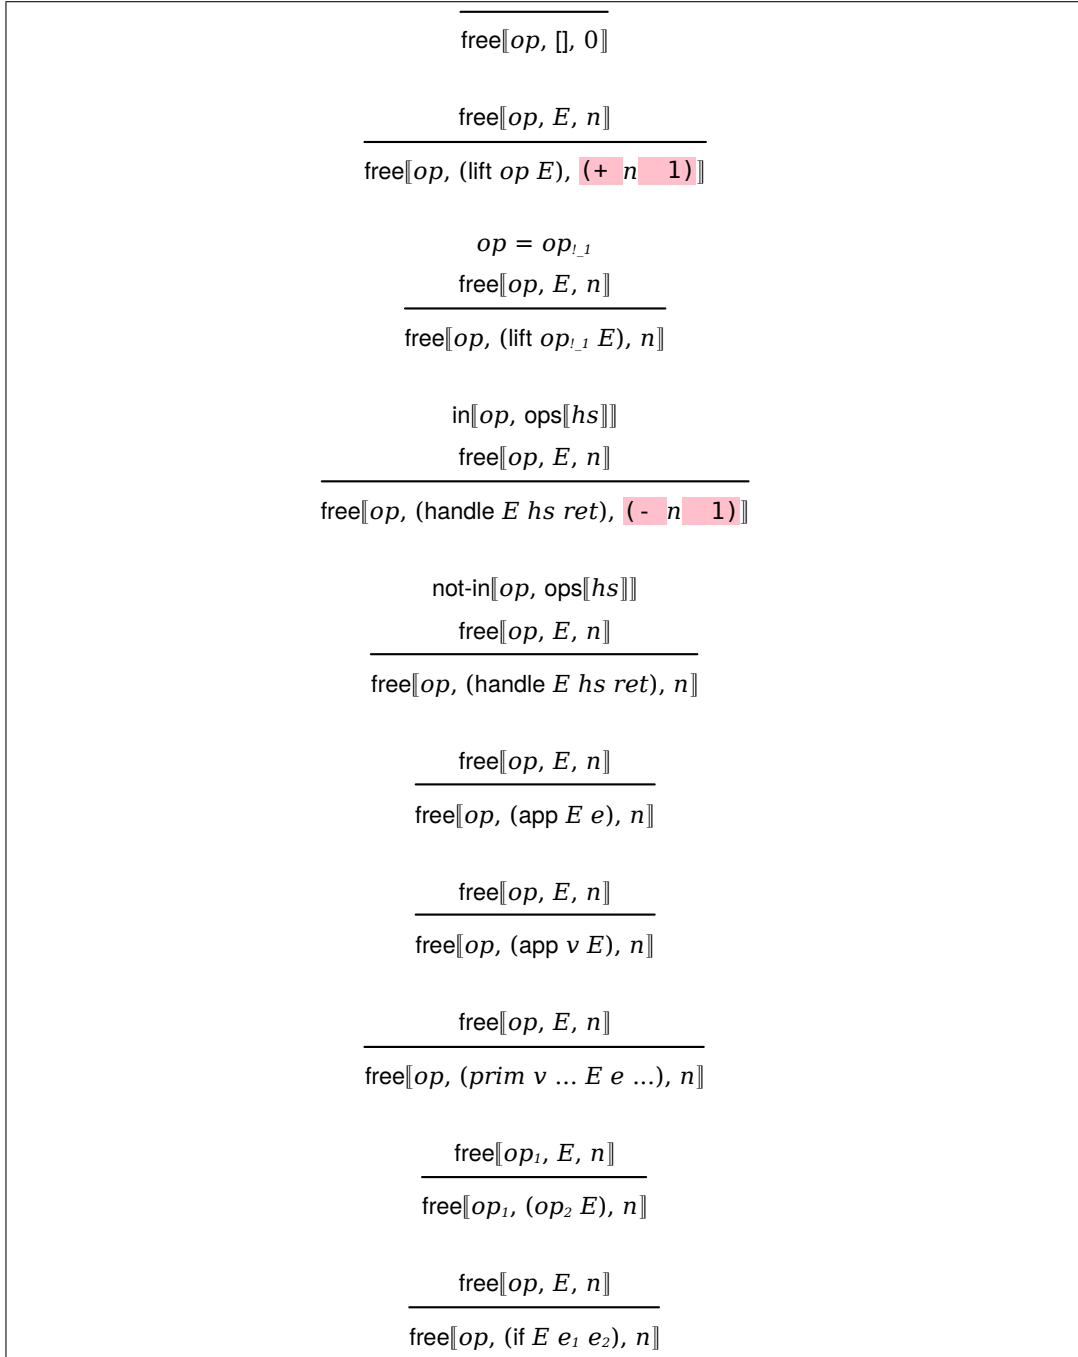 free⟦op, [], 0⟧
free⟦op, E, n⟧
free⟦op, (lift op E), (+ n 1)⟧
op = op!_1
free⟦op, E, n⟧
free⟦op, (lift op!_1 E), n⟧
in⟦op, ops⟦hs⟧⟧
free⟦op, E, n⟧
free⟦op, (handle E hs ret), (- n 1)⟧
not-in⟦op, ops⟦hs⟧⟧
free⟦op, E, n⟧
free⟦op, (handle E hs ret), n⟧
free⟦op, E, n⟧
free⟦op, (app E e), n⟧
free⟦op, E, n⟧
free⟦op, (app v E), n⟧
free⟦op, E, n⟧
free⟦op, (prim v ... E e ...), n⟧
free⟦op₁, E, n⟧
free⟦op₁, (op₂ E), n⟧
free⟦op, E, n⟧
free⟦op, (if E e₁ e₂), n⟧